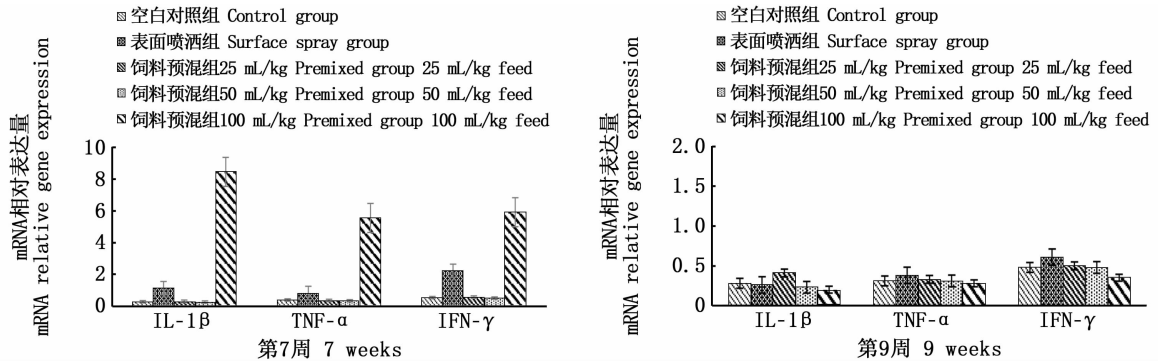 空白对照组 Control group
表面喷洒组 Surface spray group
饲料预混组25 mL/kg Premixed group 25 mL/kg feed
饲料预混组50 mL/kg Premixed group 50 mL/kg feed
饲料预混组100 mL/kg Premixed group 100 mL/kg feed
mRNA相对表达量
mRNA relative gene expression
10
8
6
4
2
0
IL-1β TNF-α IFN-γ
第7周 7 weeks
空白对照组 Control group
表面喷洒组 Surface spray group
饲料预混组25 mL/kg Premixed group 25 mL/kg feed
饲料预混组50 mL/kg Premixed group 50 mL/kg feed
饲料预混组100 mL/kg Premixed group 100 mL/kg feed
mRNA相对表达量
mRNA relative gene expression
2.0
1.5
1.0
0.5
0
IL-1β TNF-α IFN-γ
第9周 9 weeks